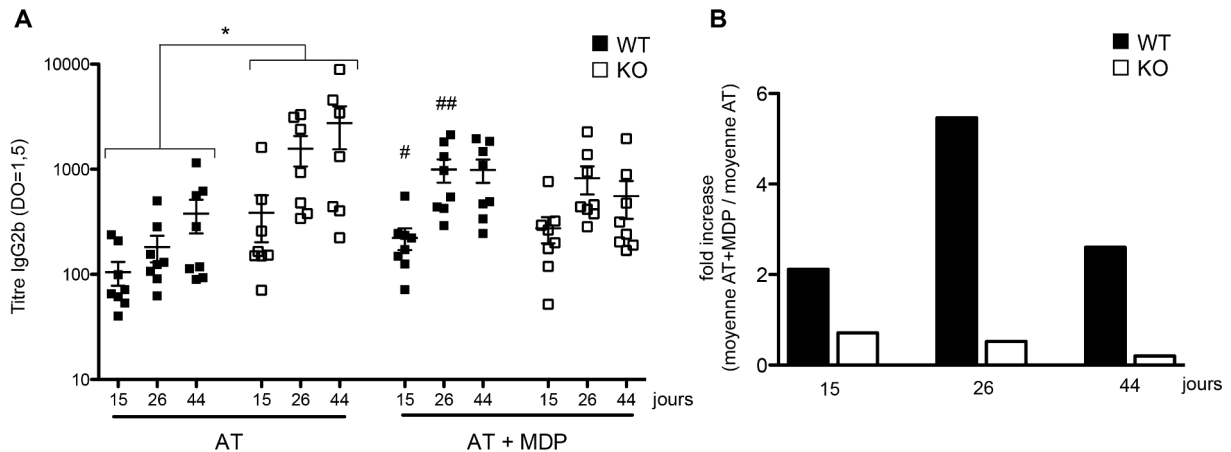 A
*
WT
KO
Titre IgG2b (DO=1,5)
10000
1000
100
10
#
##
15 26 44 15 26 44 15 26 44 15 26 44 jours
AT
AT + MDP
B
WT
KO
fold increase
(moyenne AT+MDP / moyenne AT)
6
4
2
0
15 26 44 jours